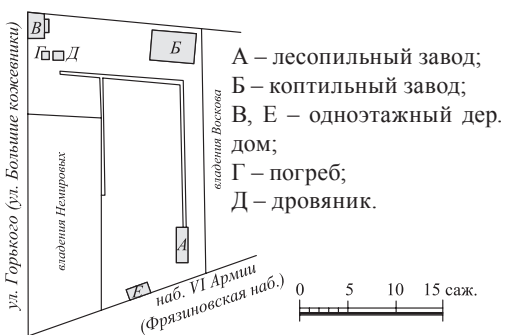 ул. Горького (ул. Большие кожевники)
В
Г
Д
Б
владения Немировых
владения Воскова
А
Е
наб. VI Армии
(Фрязиновская наб.)
А – лесопильный завод;
Б – коптильный завод;
В, Е – одноэтажный дер.
дом;
Г – погреб;
Д – дровяник.
0 5 10 15 саж.